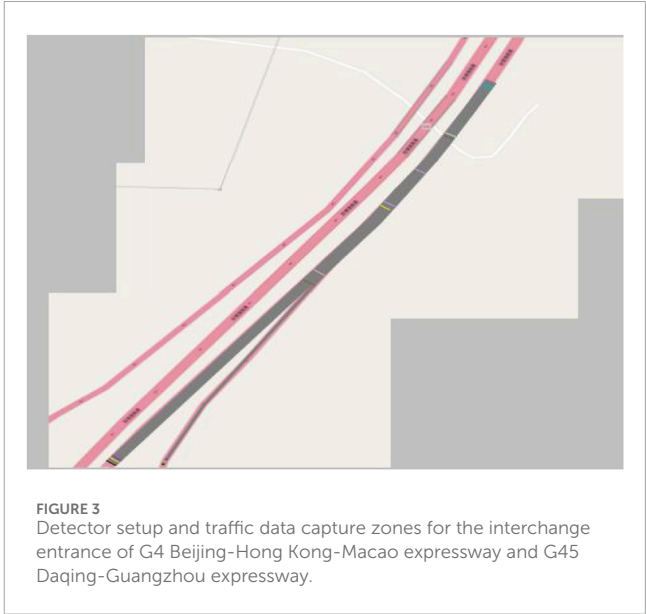 FIGURE 3
Detector setup and traffic data capture zones for the interchange
entrance of G4 Beijing-Hong Kong-Macao expressway and G45
Daqing-Guangzhou expressway.